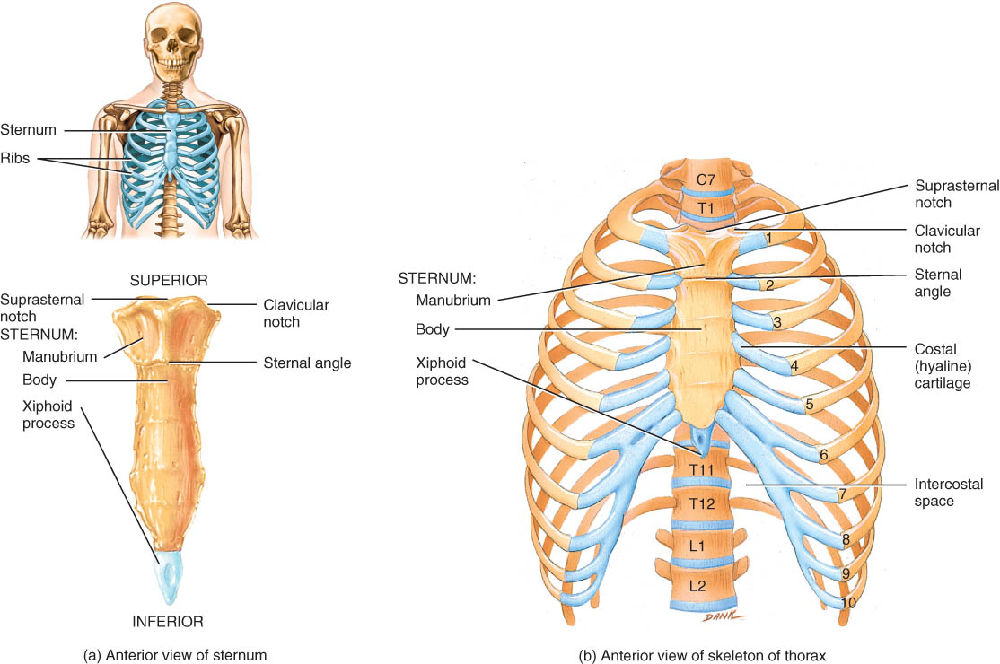 Sternum
Ribs
SUPERIOR
Suprasternal
notch
Clavicular
notch
STERNUM:
Manubrium
Sternal angle
Body
Xiphoid
process
INFERIOR
(a) Anterior view of sternum
C7
T1
Suprasternal
notch
1
Clavicular
notch
STERNUM:
Manubrium
2
Sternal
angle
3
Body
Costal
(hyaline)
cartilage
4
Xiphoid
process
5
6
T11
Intercostal
space
7
T12
8
L1
9
L2
10
DANK
(b) Anterior view of skeleton of thorax